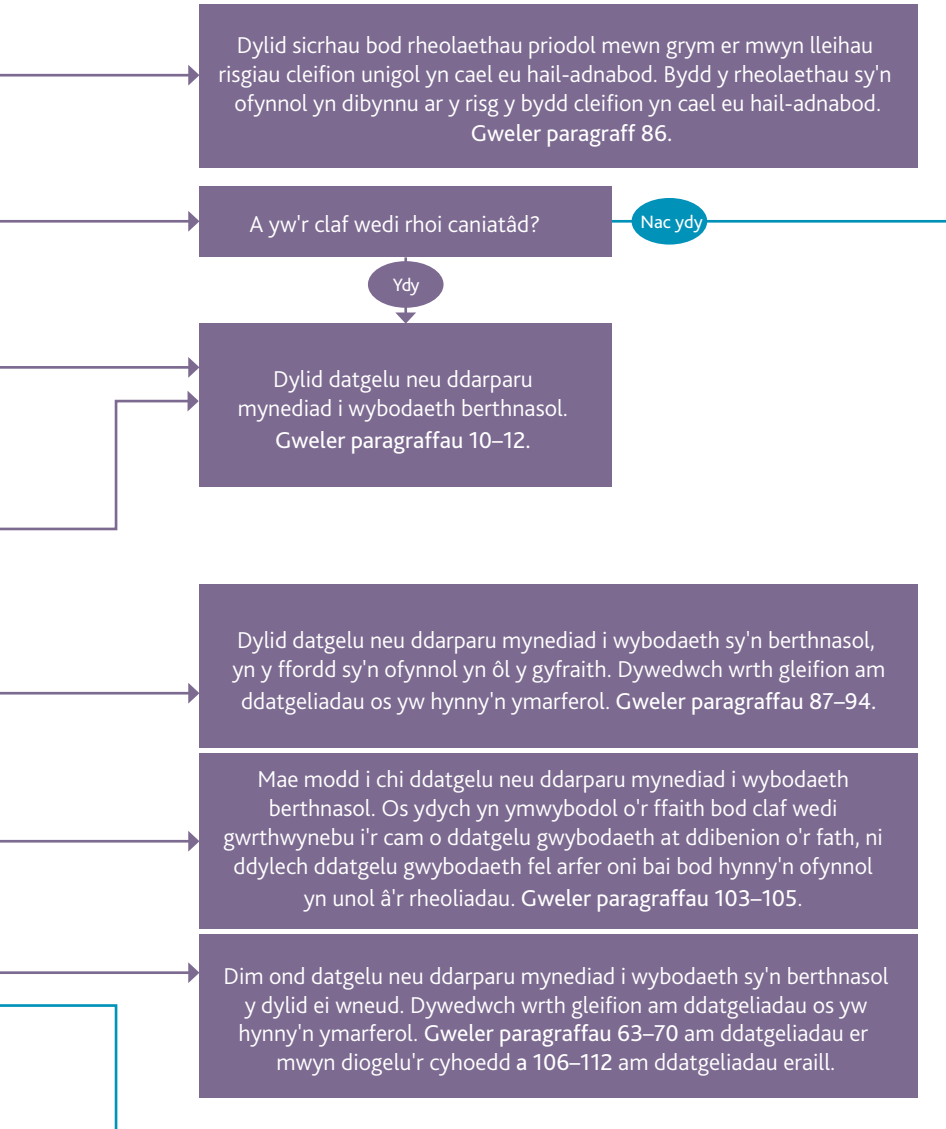 Dylid sicrhau bod rheolaethau priodol mewn grym er mwyn lleihau
risgiau cleifion unigol yn cael eu hail-adnabod. Bydd y rheolaethau sy'n
ofynnol yn dibynnu ar y risg y bydd cleifion yn cael eu hail-adnabod.
Gweler paragraff 86.
A yw'r claf wedi rhoi caniatâd?
Nac ydy
Ydy
Dylid datgelu neu ddarparu
mynediad i wybodaeth berthnasol.
Gweler paragraffau 10–12.
Dylid datgelu neu ddarparu mynediad i wybodaeth sy'n berthnasol,
yn y ffordd sy'n ofynnol yn ôl y gyfraith. Dywedwch wrth gleifion am
ddatgeliadau os yw hynny'n ymarferol. Gweler paragraffau 87–94.
Mae modd i chi ddatgelu neu ddarparu mynediad i wybodaeth
berthnasol. Os ydych yn ymwybodol o'r ffaith bod claf wedi
gwrthwynebu i'r cam o ddatgelu gwybodaeth at ddibenion o'r fath, ni
ddylech ddatgelu gwybodaeth fel arfer oni bai bod hynny'n ofynnol
yn unol â'r rheoliadau. Gweler paragraffau 103–105.
Dim ond datgelu neu ddarparu mynediad i wybodaeth sy'n berthnasol
y dylid ei wneud. Dywedwch wrth gleifion am ddatgeliadau os yw
hynny'n ymarferol. Gweler paragraffau 63–70 am ddatgeliadau er
mwyn diogelu'r cyhoedd a 106–112 am ddatgeliadau eraill.